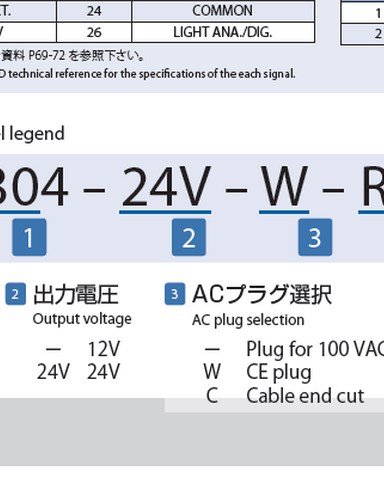 ET. 24 COMMON 1
V 26 LIGHT ANA./DIG. 2
資料 P69-72 を参照下さい。
D technical reference for the specifications of the each signal.
el legend
304 – 24V – W – R
1 2 3
2 出力電圧 3 ACプラグ選択
Output voltage AC plug selection
— 12V — Plug for 100 VAC
24V 24V W CE plug
C Cable end cut